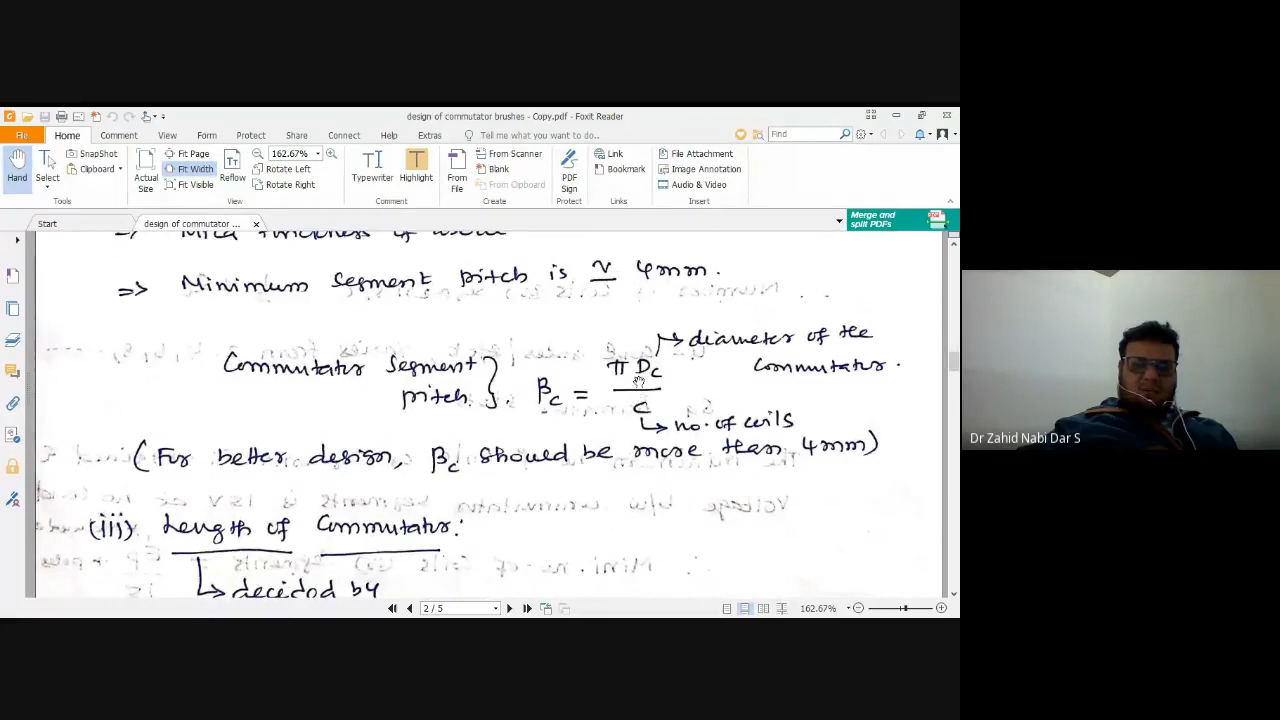 design of commutator brushes - Copy.pdf - Foxit Reader
File Home Comment View Form Protect Share Connect Help Extras Tell me what you want to do.. Find
Hand
Select
SnapShot
Clipboard
Actual Size
Fit Page
Fit Width
Fit Visible
Reflow
162.67%
Rotate Left
Rotate Right
Typewriter
Highlight
From File
From Scanner
Blank
From Clipboard
PDF Sign
Link
Bookmark
File Attachment
Image Annotation
Audio & Video
Tools View Comment Create Protect Links Insert
Start design of commutator ...
Merge and split PDFs
⇒ Minimum Segment pitch is ≃ 4mm.
Commutator Segment pitch } . βc = πDc / C
→ diameter of the commutator.
→ no. of coils
(For better design, βc should be more than 4mm)
(iii) Length of Commutator:
↳ decided by
2 / 5
162.67%
Dr Zahid Nabi Dar S